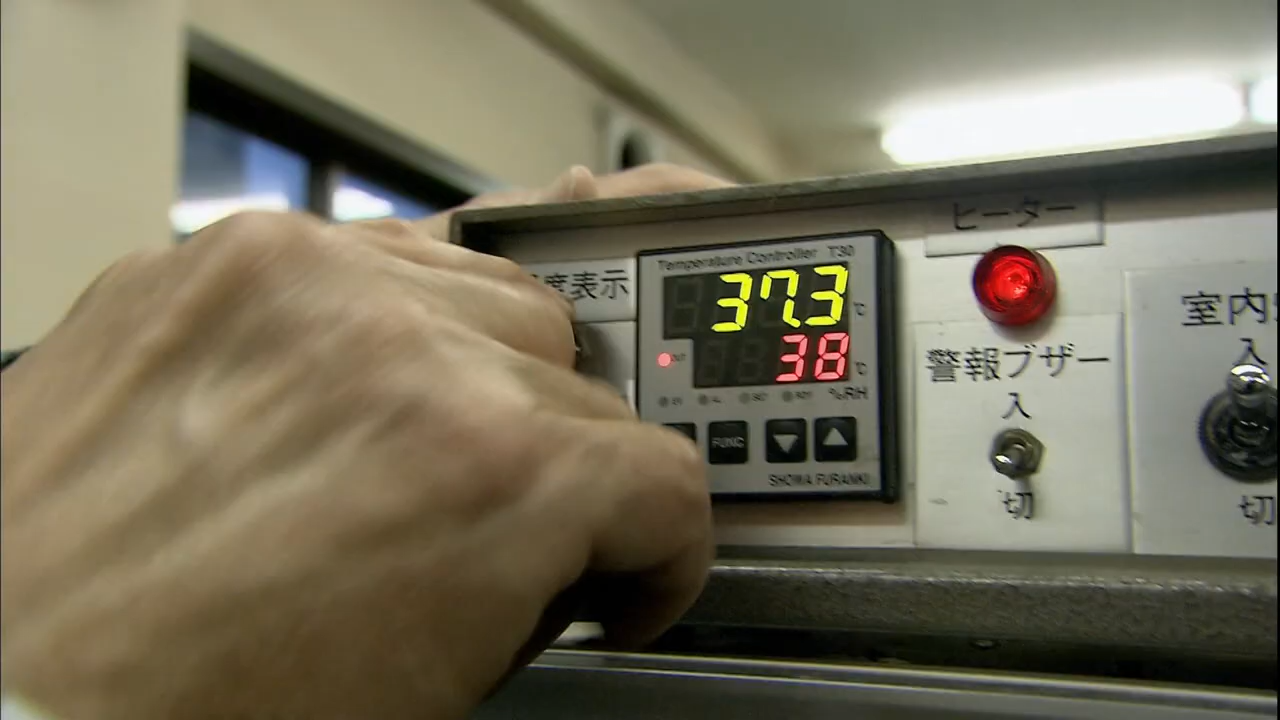 ヒーター
度表示
Temperature Controller T30
37.3 ℃
38 ℃
OUT
%RH
警報ブザー
入
切
FUNC
SHOWA FURANKI
室内
入
切